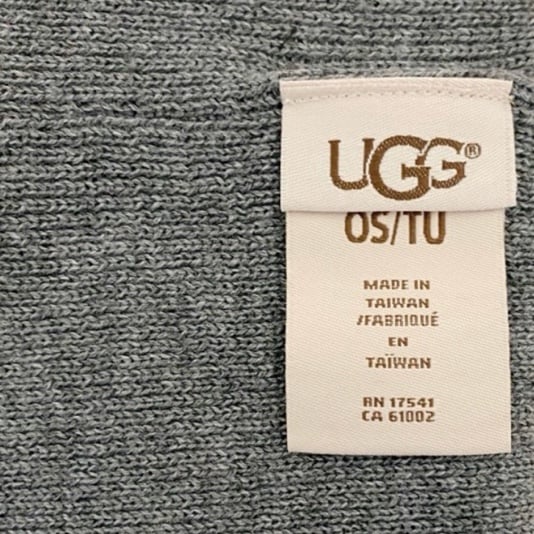 UGG®
OS/TU
MADE IN
TAIWAN
/FABRIQUÉ
EN
TAÏWAN
RN 17541
CA 61002